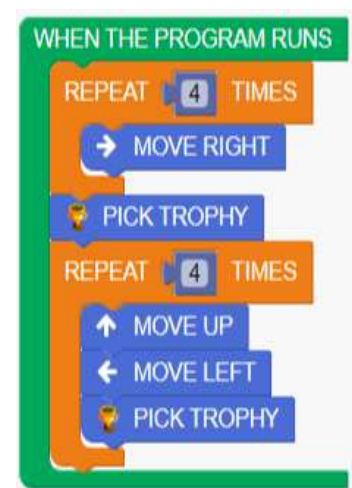 WHEN THE PROGRAM RUNS
REPEAT 4 TIMES
MOVE RIGHT
PICK TROPHY
REPEAT 4 TIMES
MOVE UP
MOVE LEFT
PICK TROPHY